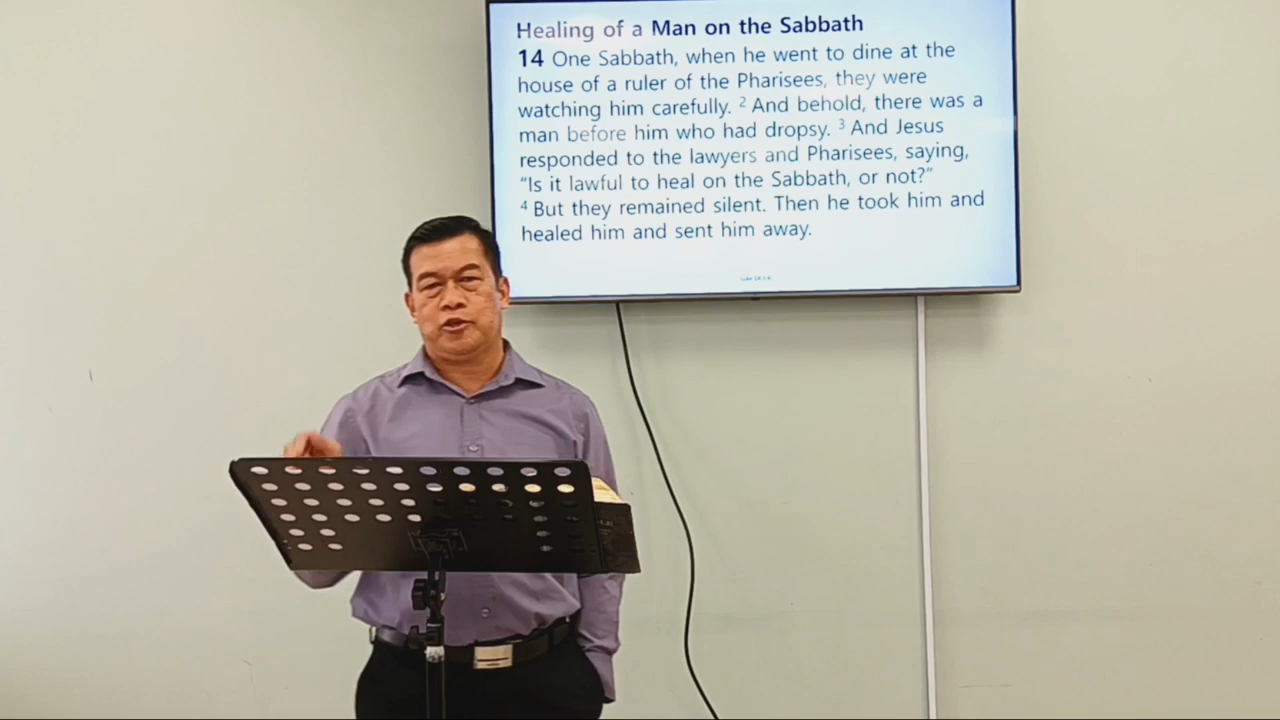 Healing of a Man on the Sabbath
14 One Sabbath, when he went to dine at the
house of a ruler of the Pharisees, they were
watching him carefully. 2 And behold, there was a
man before him who had dropsy. 3 And Jesus
responded to the lawyers and Pharisees, saying,
“Is it lawful to heal on the Sabbath, or not?”
4 But they remained silent. Then he took him and
healed him and sent him away.